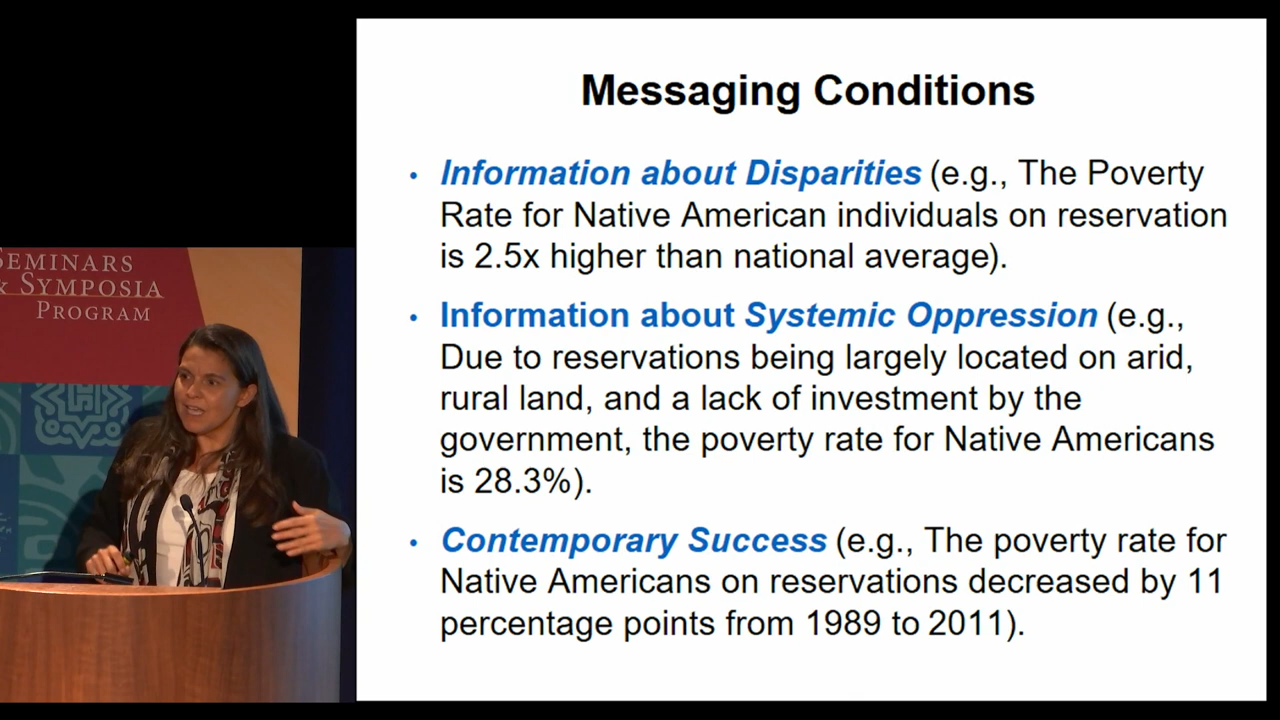 SEMINARS
& SYMPOSIA
PROGRAM
Messaging Conditions
• Information about Disparities (e.g., The Poverty
Rate for Native American individuals on reservation
is 2.5x higher than national average).
• Information about Systemic Oppression (e.g.,
Due to reservations being largely located on arid,
rural land, and a lack of investment by the
government, the poverty rate for Native Americans
is 28.3%).
• Contemporary Success (e.g., The poverty rate for
Native Americans on reservations decreased by 11
percentage points from 1989 to 2011).